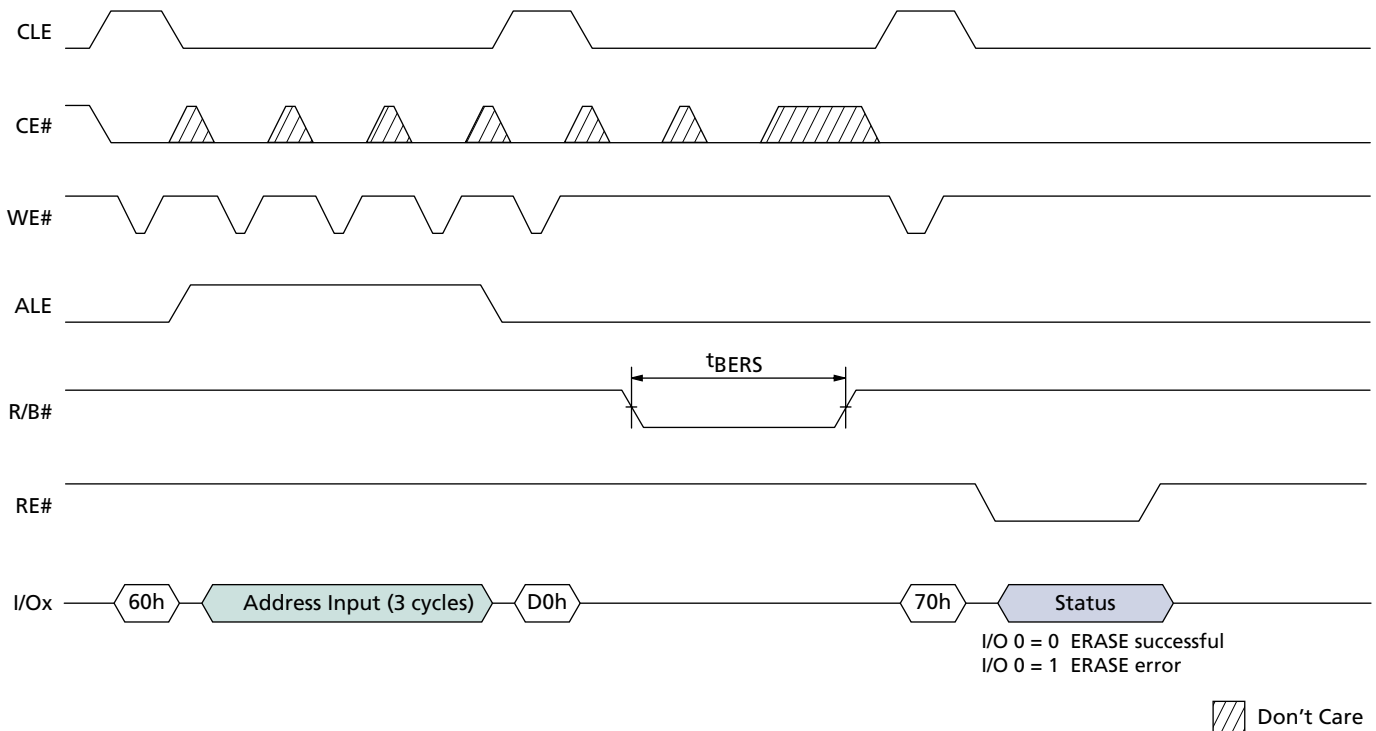 CLE
CE#
WE#
ALE
tBERS
R/B#
RE#
I/Ox
60h
Address Input (3 cycles)
D0h
70h
Status
I/O 0 = 0 ERASE successful
I/O 0 = 1 ERASE error
Don't Care